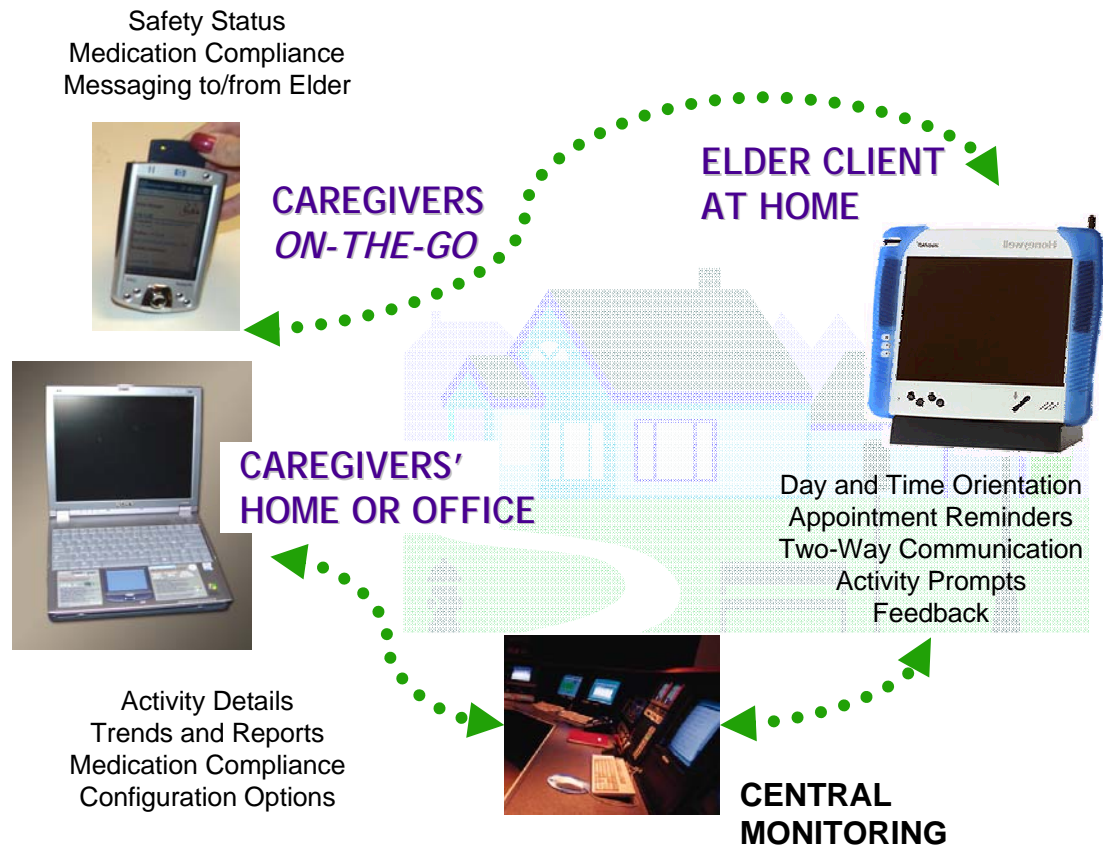 Safety Status
Medication Compliance
Messaging to/from Elder
CAREGIVERS
ON-THE-GO
ELDER CLIENT
AT HOME
Honeywell
CAREGIVERS’
HOME OR OFFICE
Day and Time Orientation
Appointment Reminders
Two-Way Communication
Activity Prompts
Feedback
Activity Details
Trends and Reports
Medication Compliance
Configuration Options
CENTRAL
MONITORING